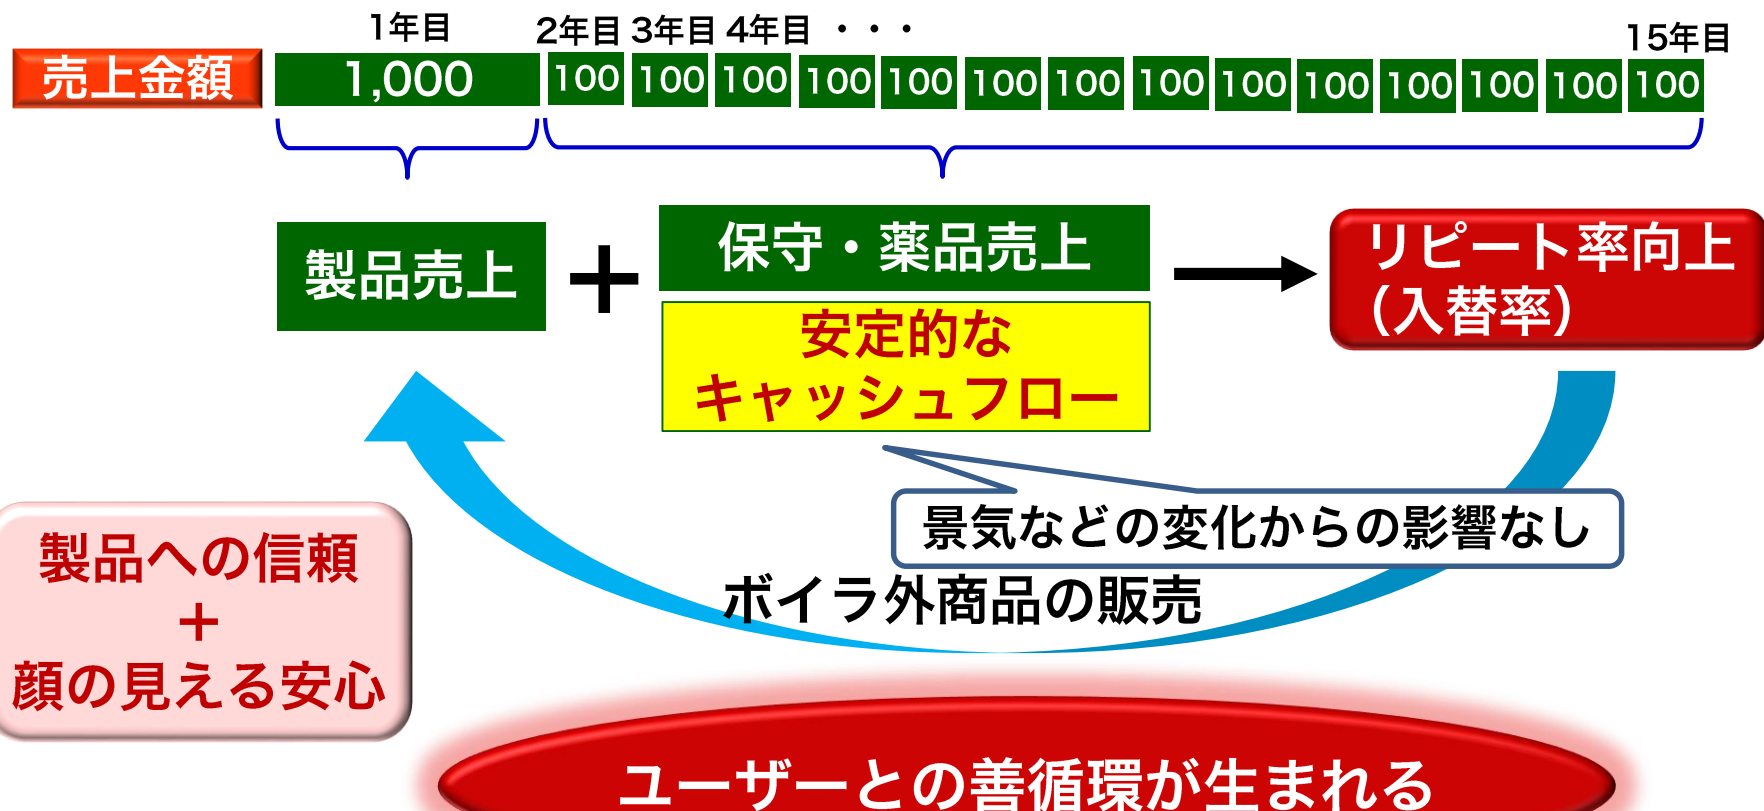 1年目 2年目 3年目 4年目 ・・・ 15年目
売上金額 1,000 100 100 100 100 100 100 100 100 100 100 100 100 100 100
製品売上 + 保守・薬品売上 リピート率向上
(入替率)
安定的な
キャッシュフロー
景気などの変化からの影響なし
ボイラ外商品の販売
製品への信頼
+
顔の見える安心
ユーザーとの善循環が生まれる